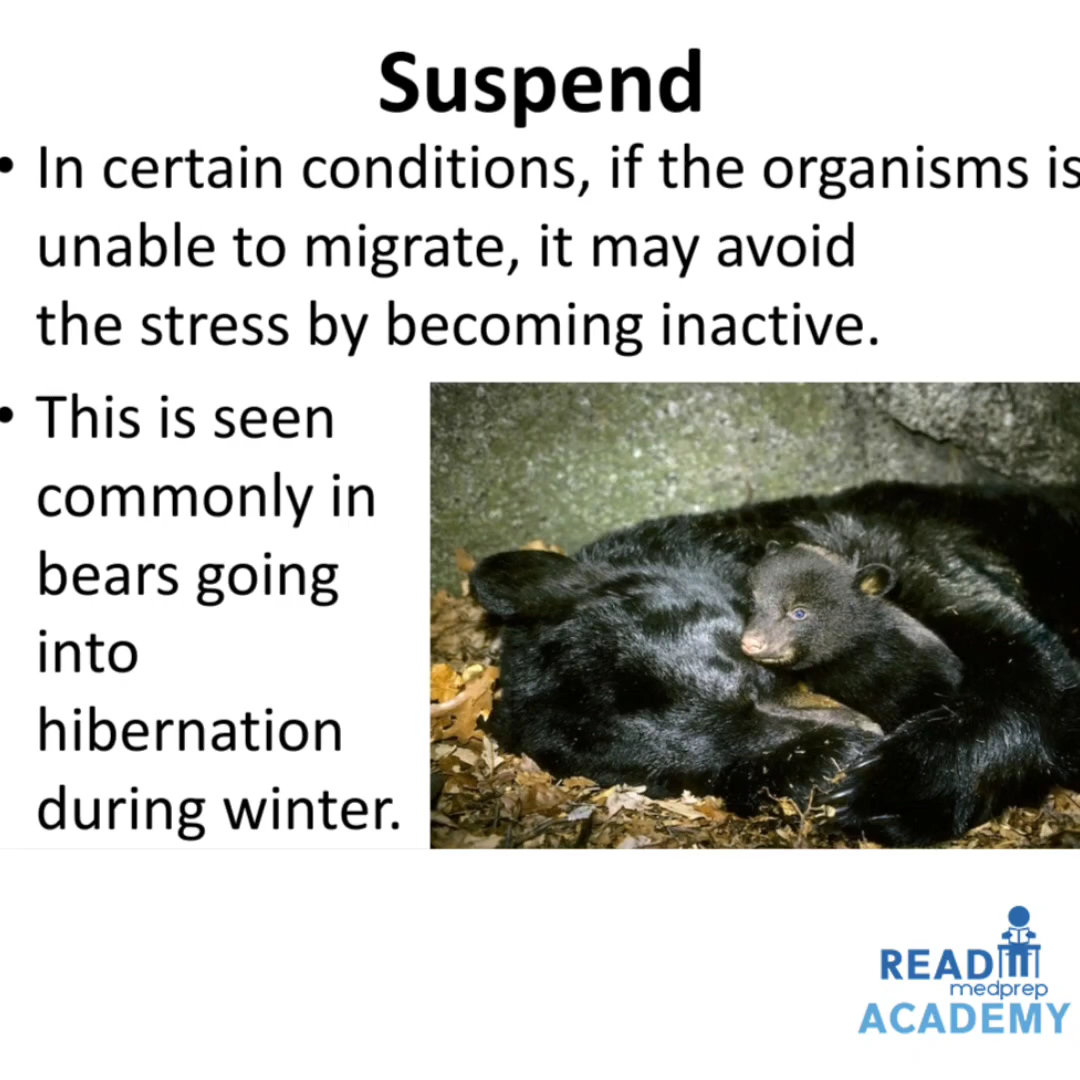 Suspend
• In certain conditions, if the organisms is
unable to migrate, it may avoid
the stress by becoming inactive.
• This is seen
commonly in
bears going
into
hibernation
during winter.
READ
medprep
ACADEMY